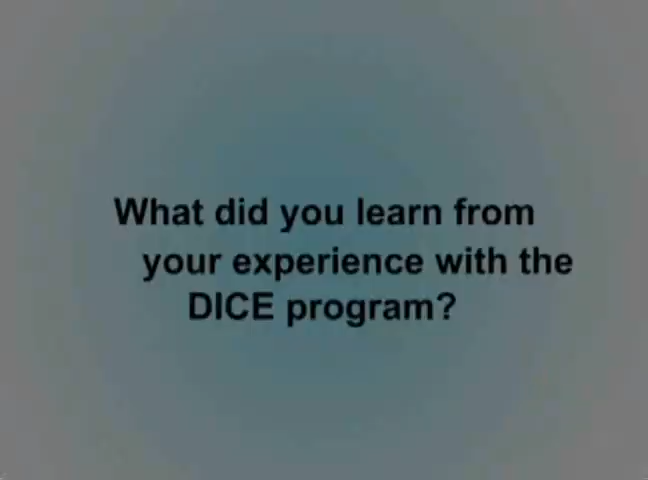 What did you learn from
your experience with the
DICE program?